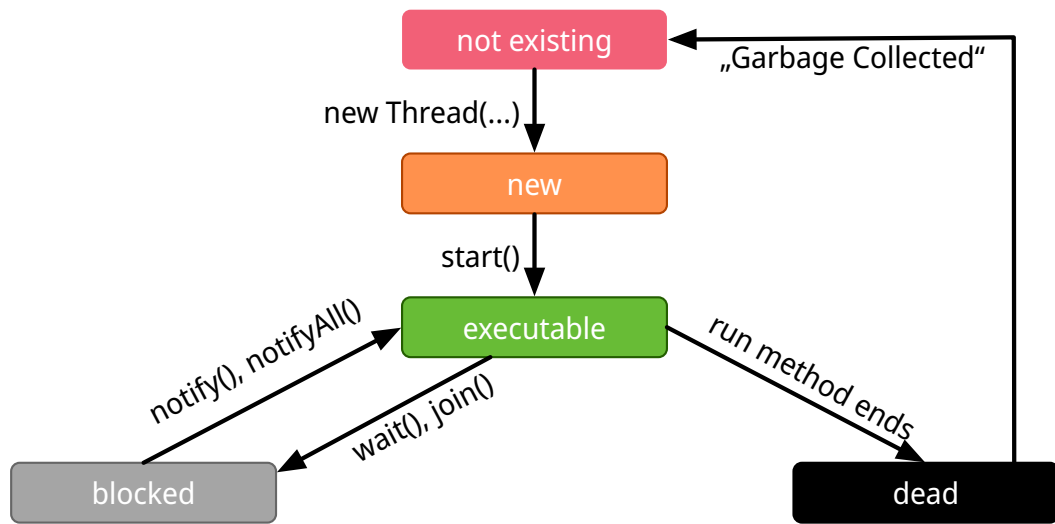 not existing
„Garbage Collected“
new Thread(...)
new
start()
executable
notify(), notifyAll()
wait(), join()
run method ends
blocked
dead